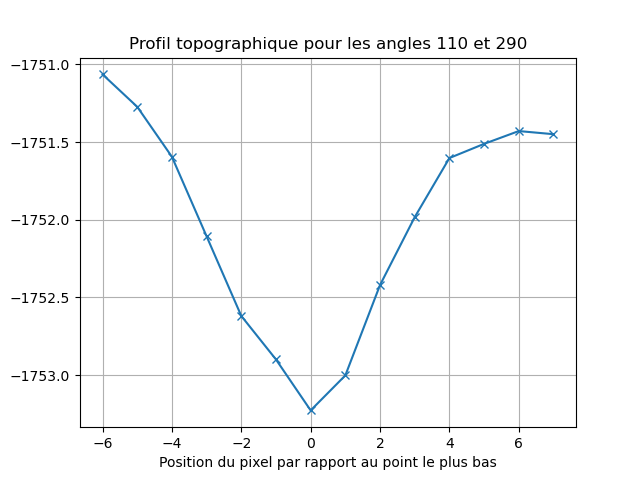 Profil topographique pour les angles 110 et 290
−1751.0
−1751.5
−1752.0
−1752.5
−1753.0
−6 −4 −2 0 2 4 6
Position du pixel par rapport au point le plus bas